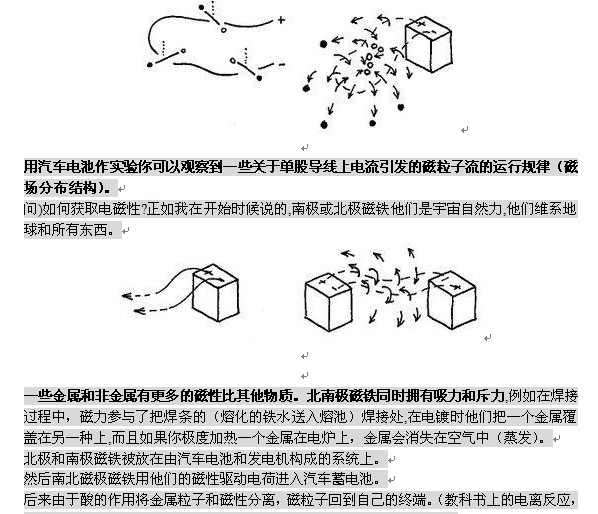 +
-
+ -
用汽车电池作实验你可以观察到一些关于单股导线上电流引发的磁粒子流的运行规律（磁
场分布结构)。
问)如何获取电磁性?正如我在开始时候说的,南极或北极磁铁他们是宇宙自然力,他们维系地
球和所有东西。
一些金属和非金属有更多的磁性比其他物质。北南极磁铁同时拥有吸力和斥力,例如在焊接
过程中，磁力参与了把焊条的（熔化的铁水送入熔池）焊接处,在电镀时他们把一个金属覆
盖在另一种上,而且如果你极度加热一个金属在电炉上，金属会消失在空气中（蒸发）。
北极和南极磁铁被放在由汽车电池和发电机构成的系统上。
然后南北磁极磁铁用他们的磁性驱动电荷进入汽车蓄电池。
后来由于酸的作用将金属粒子和磁性分离，磁粒子回到自己的终端。（教科书上的电离反应，